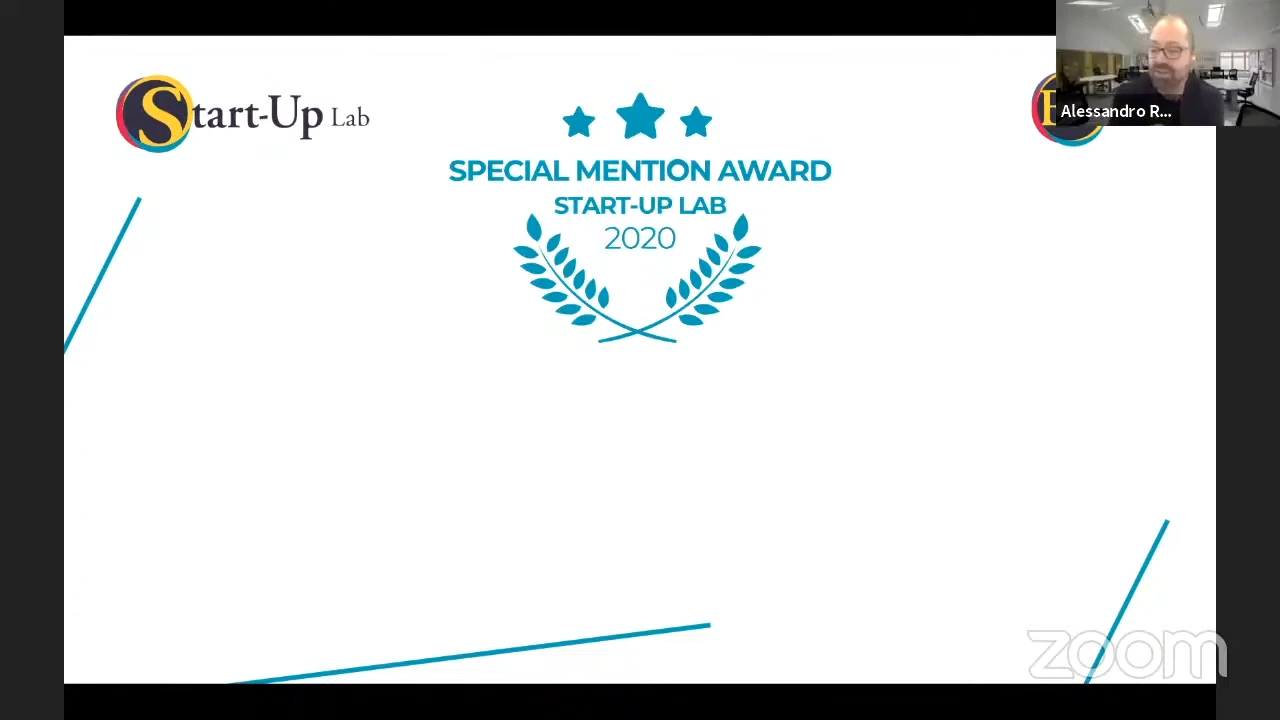 Start-Up Lab
SPECIAL MENTION AWARD
START-UP LAB
2020
Alessandro R...
zoom